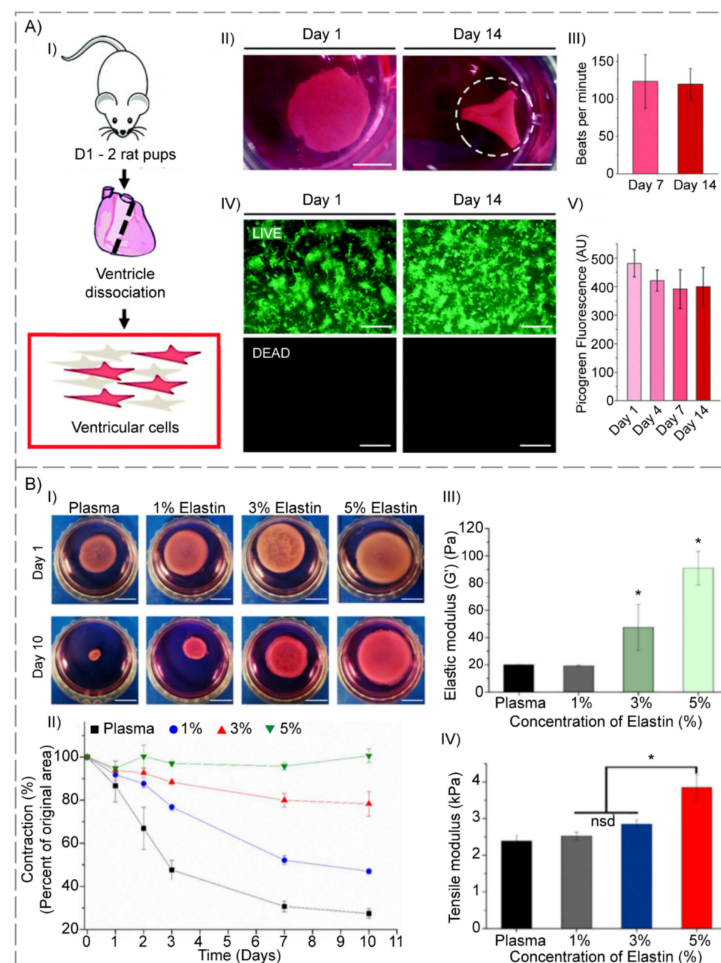 A)
I)
D1 - 2 rat pups
Ventricle
dissociation
Ventricular cells
II)
Day 1
Day 14
III)
Beats per minute
150
125
100
75
50
25
0
Day 7
Day 14
IV)
Day 1
Day 14
LIVE
DEAD
V)
Picogreen Fluorescence (AU)
500
400
300
200
100
0
Day 1
Day 4
Day 7
Day 14
B)
I)
Plasma
1% Elastin
3% Elastin
5% Elastin
Day 1
Day 10
II)
Plasma
1%
3%
5%
Contraction (%)
(Percent of original area)
100
80
60
40
20
0
1
2
3
4
5
6
7
8
9
10
11
Time (Days)
III)
Elastic modulus (G') (Pa)
120
100
80
60
40
20
0
*
*
Plasma
1%
3%
5%
Concentration of Elastin (%)
IV)
Tensile modulus (kPa)
5
4
3
2
1
0
*
nsd
Plasma
1%
3%
5%
Concentration of Elastin (%)